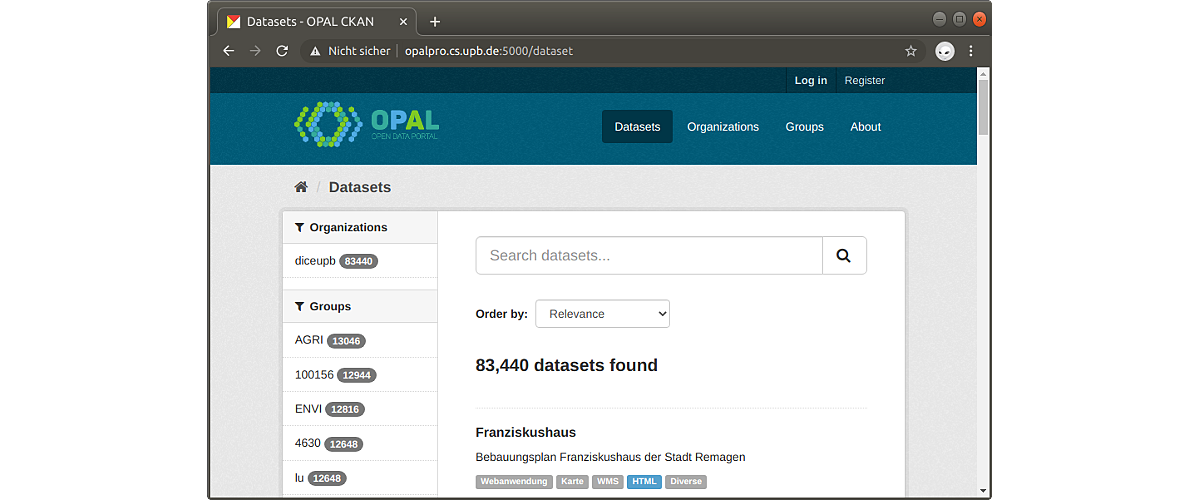 Datasets - OPAL CKAN
Nicht sicher opalpro.cs.upb.de:5000/dataset
Log in Register
OPAL
OPEN DATA PORTAL
Datasets Organizations Groups About
/ Datasets
Organizations
diceupb 83440
Groups
AGRI 13046
100156 12944
ENVI 12816
4630 12648
lu 12648
Search datasets...
Order by: Relevance
83,440 datasets found
Franziskushaus
Bebauungsplan Franziskushaus der Stadt Remagen
Webanwendung Karte WMS HTML Diverse